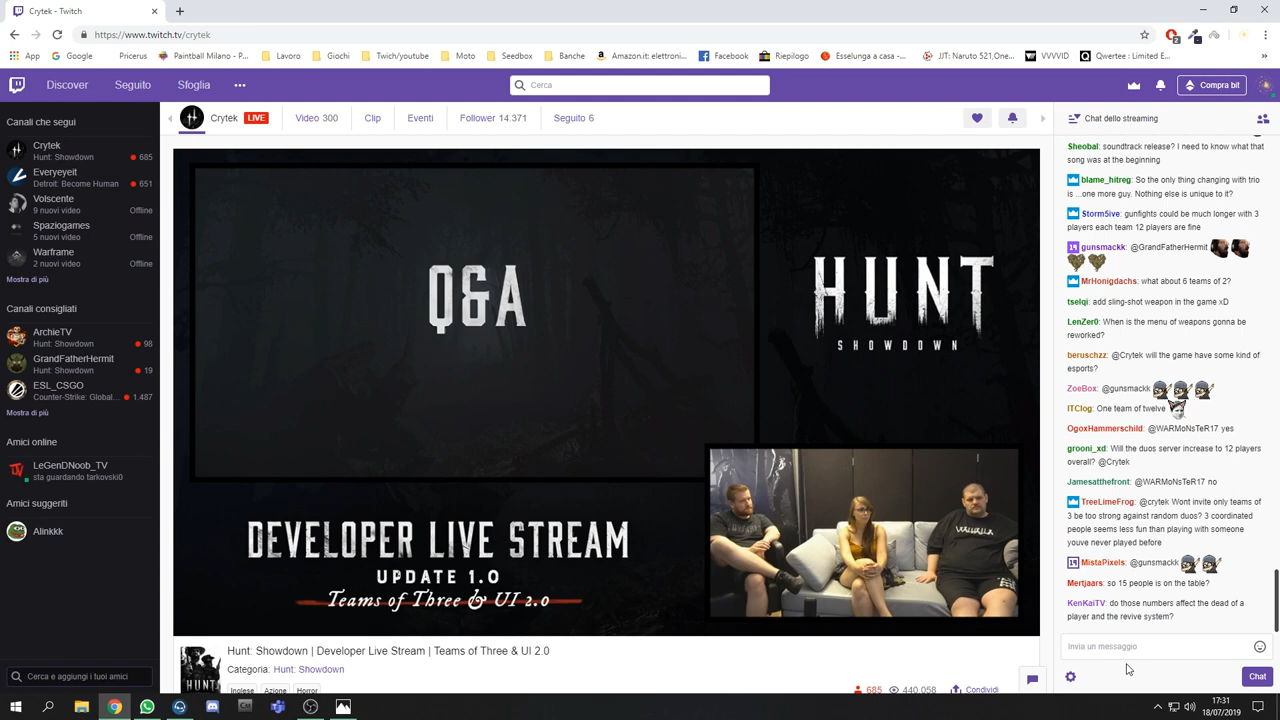 Crytek - Twitch
https://www.twitch.tv/crytek
2
App
Google
Pricerus
Paintball Milano - P...
Lavoro
Giochi
Twich/youtube
Moto
Seedbox
Banche
Amazon.it: elettroni...
Facebook
Riepilogo
Esselunga a casa -...
JJT: Naruto 521,One...
VVVVID
Qwertee : Limited E...
»
Discover
Seguito
Sfoglia
Cerca
Compra bit
Canali che segui
Crytek
Hunt: Showdown
685
Everyeyeit
Detroit: Become Human
651
Volscente
9 nuovi video
Offline
Spaziogames
5 nuovi video
Offline
Warframe
2 nuovi video
Offline
Mostra di più
Canali consigliati
ArchieTV
Hunt: Showdown
98
GrandFatherHermit
Hunt: Showdown
19
ESL_CSGO
Counter-Strike: Global...
1.487
Mostra di più
Amici online
LeGenDNoob_TV
sta guardando tarkovski0
Amici suggeriti
Alinkkk
Cerca e aggiungi i tuoi amici
Crytek LIVE
Video 300
Clip
Eventi
Follower 14.371
Seguito 6
Q&A
HUNT
SHOWDOWN
DEVELOPER LIVE STREAM
UPDATE 1.0
Teams of Three & UI 2.0
VALHALLA
HUNT
Hunt: Showdown | Developer Live Stream | Teams of Three & UI 2.0
Categoria: Hunt: Showdown
Inglese
Azione
Horror
685
440.058
Condividi
Chat dello streaming
Sheobal: soundtrack release? I need to know what that
song was at the beginning
blame_hitreg: So the only thing changing with trio
is ...one more guy. Nothing else is unique to it?
Storm5ive: gunfights could be much longer with 3
players each team 12 players are fine
gunsmackk: @GrandFatherHermit
MrHonigdachs: what about 6 teams of 2?
tselqi: add sling-shot weapon in the game xD
LenZer0: When is the menu of weapons gonna be
reworked?
beruschzz: @Crytek will the game have some kind of
esports?
ZoeBox: @gunsmackk
ITClog: One team of twelve
OgoxHammerschild: @WARMoNsTeR17 yes
grooni_xd: Will the duos server increase to 12 players
overall? @Crytek
Jamesatthefront: @WARMoNsTeR17 no
TreeLimeFrog: @crytek Wont invite only teams of
3 be too strong against random duos? 3 coordinated
people seems less fun than playing with someone
youve never played before
MistaPixels: @gunsmackk
Mertjaars: so 15 people is on the table?
KenKaiTV: do those numbers affect the dead of a
player and the revive system?
Invia un messaggio
Chat
17:31
18/07/2019